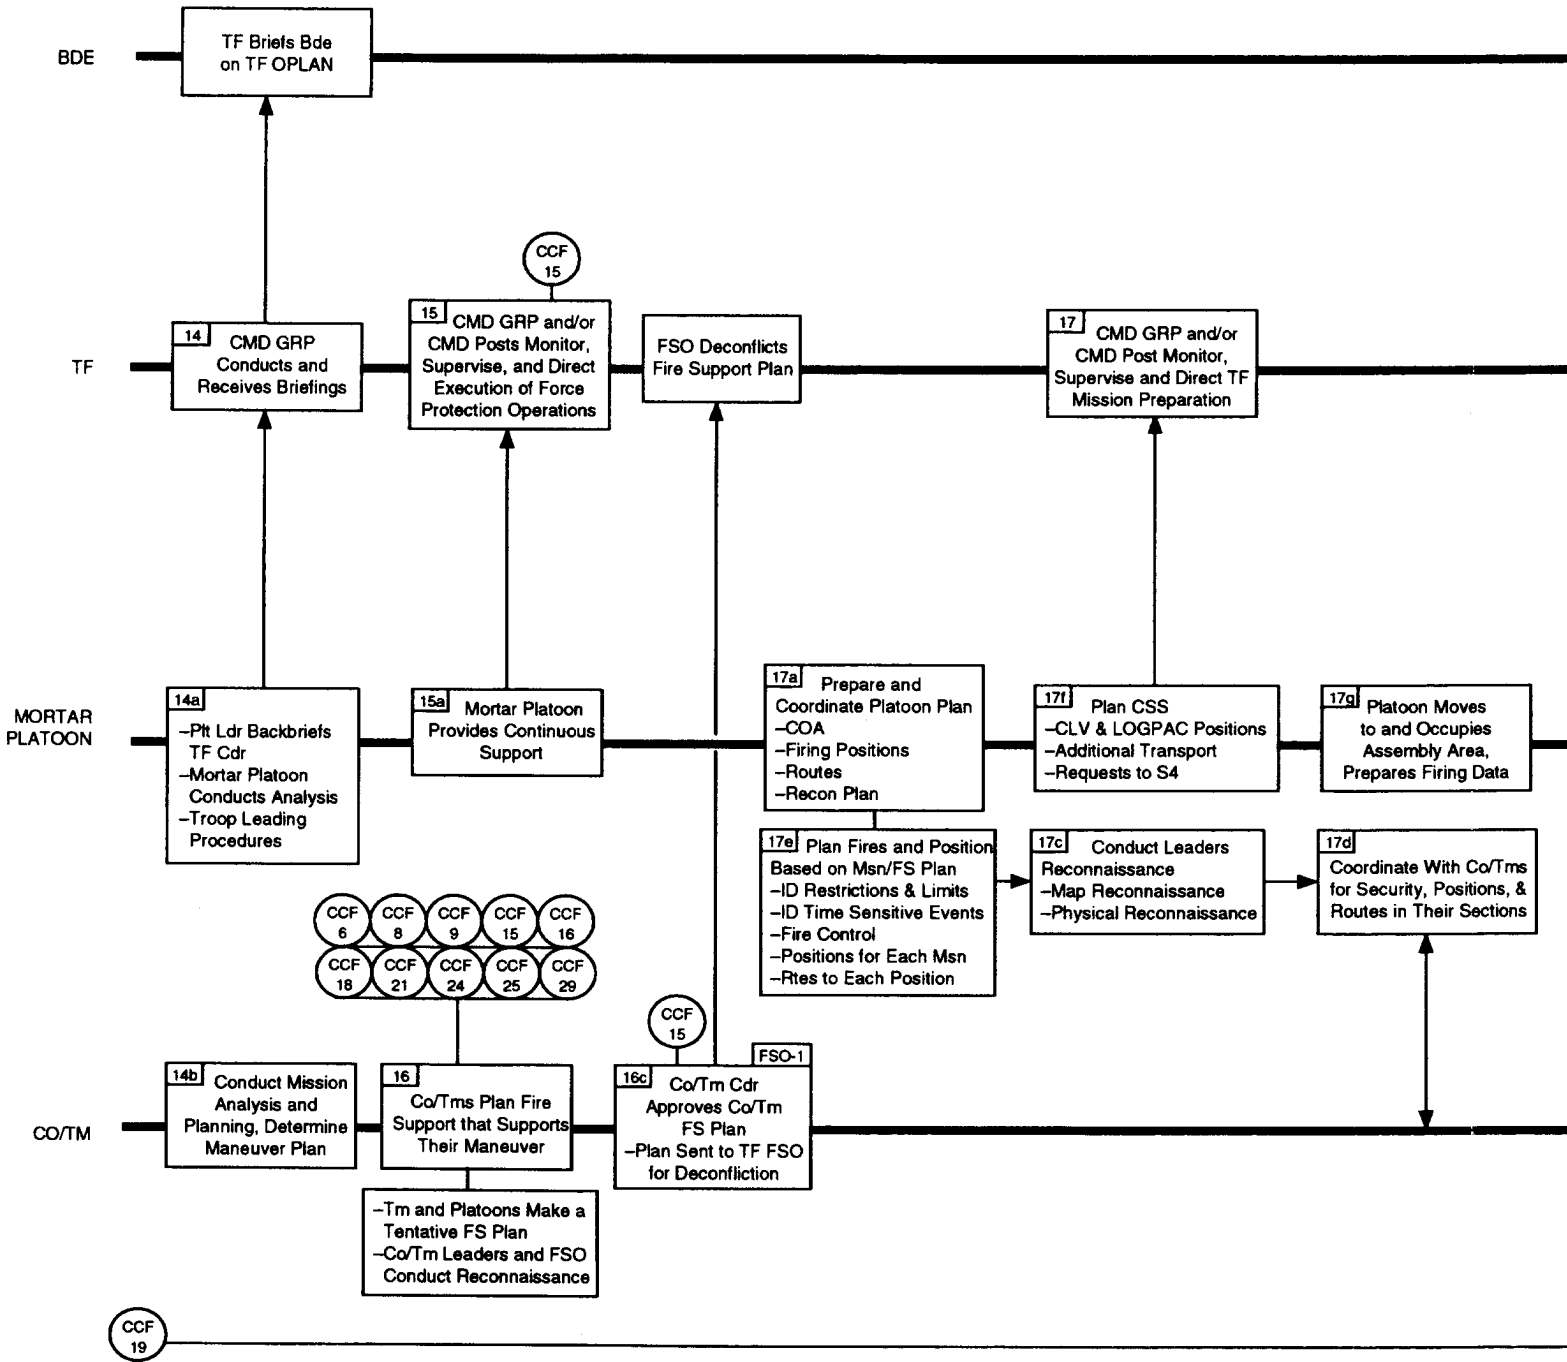 BDE
TF Briefs Bde
on TF OPLAN
CCF
15
TF
14
CMD GRP
Conducts and
Receives Briefings
15
CMD GRP and/or
CMD Posts Monitor,
Supervise, and Direct
Execution of Force
Protection Operations
FSO Deconflicts
Fire Support Plan
17
CMD GRP and/or
CMD Post Monitor,
Supervise and Direct TF
Mission Preparation
MORTAR
PLATOON
14a
–Plt Ldr Backbriefs
TF Cdr
–Mortar Platoon
Conducts Analysis
–Troop Leading
Procedures
15a
Mortar Platoon
Provides Continuous
Support
17a
Prepare and
Coordinate Platoon Plan
–COA
–Firing Positions
–Routes
–Recon Plan
17f
Plan CSS
–CLV & LOGPAC Positions
–Additional Transport
–Requests to S4
17g
Platoon Moves
to and Occupies
Assembly Area,
Prepares Firing Data
17e
Plan Fires and Position
Based on Msn/FS Plan
–ID Restrictions & Limits
–ID Time Sensitive Events
–Fire Control
–Positions for Each Msn
–Rtes to Each Position
17c
Conduct Leaders
Reconnaissance
–Map Reconnaissance
–Physical Reconnaissance
17d
Coordinate With Co/Tms
for Security, Positions, &
Routes in Their Sections
CCF
6
CCF
8
CCF
9
CCF
15
CCF
16
CCF
18
CCF
21
CCF
24
CCF
25
CCF
29
CCF
15
FSO-1
CO/TM
14b
Conduct Mission
Analysis and
Planning, Determine
Maneuver Plan
16
Co/Tms Plan Fire
Support that Supports
Their Maneuver
16c
Co/Tm Cdr
Approves Co/Tm
FS Plan
–Plan Sent to TF FSO
for Deconfliction
–Tm and Platoons Make a
Tentative FS Plan
–Co/Tm Leaders and FSO
Conduct Reconnaissance
CCF
19